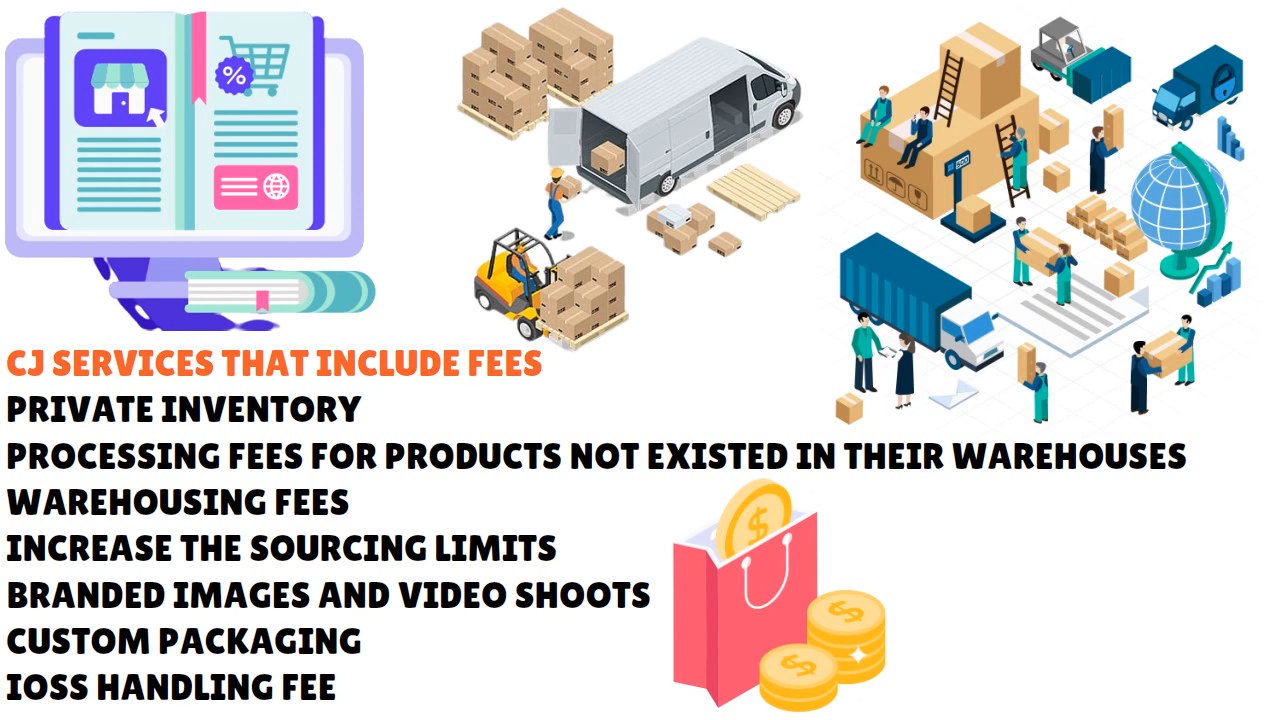 CJ SERVICES THAT INCLUDE FEES
PRIVATE INVENTORY
PROCESSING FEES FOR PRODUCTS NOT EXISTED IN THEIR WAREHOUSES
WAREHOUSING FEES
INCREASE THE SOURCING LIMITS
BRANDED IMAGES AND VIDEO SHOOTS
CUSTOM PACKAGING
IOSS HANDLING FEE